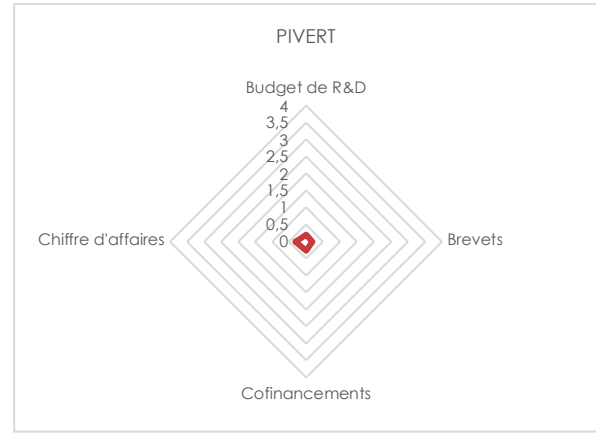 PIVERT
Budget de R&D
4
3,5
3
2,5
2
1,5
1
0,5
0
Chiffre d'affaires
Brevets
Cofinancements